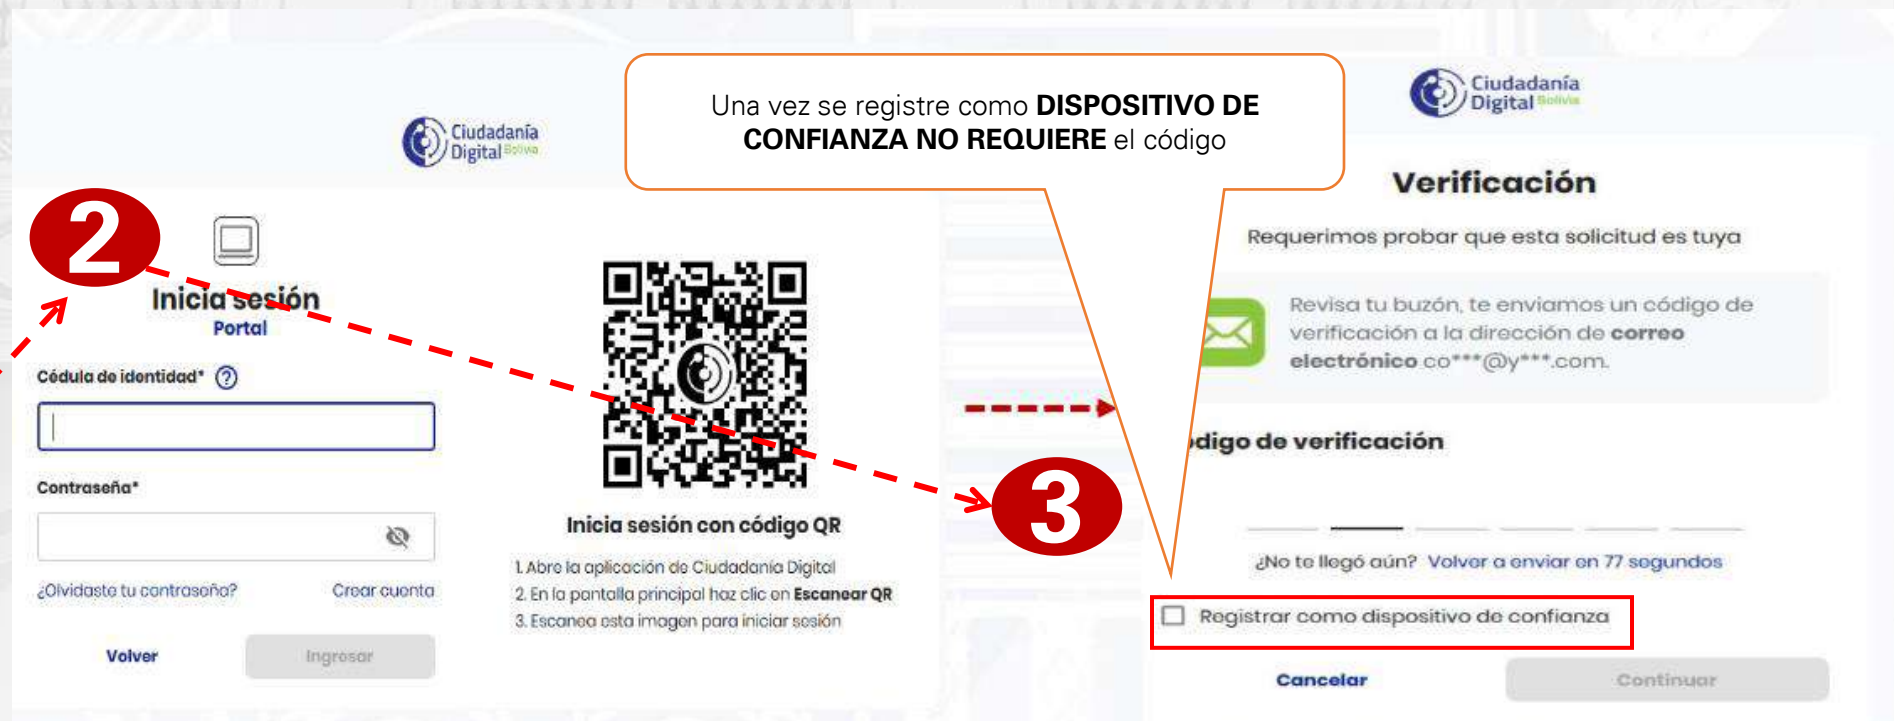 Ciudadanía
Digital Bolivia
2
Inicia sesión
Portal
Cédula de identidad* ?
Contraseña*
¿Olvidaste tu contraseña? Crear cuenta
Volver Ingresar
Inicia sesión con código QR
1. Abre la aplicación de Ciudadanía Digital
2. En la pantalla principal haz clic en Escanear QR
3. Escanea esta imagen para iniciar sesión
Una vez se registre como DISPOSITIVO DE
CONFIANZA NO REQUIERE el código
3
Ciudadanía
Digital Bolivia
Verificación
Requerimos probar que esta solicitud es tuya
Revisa tu buzón, te enviamos un código de
verificación a la dirección de correo
electrónico co***@y***.com.
digo de verificación
¿No te llegó aún? Volver a enviar en 77 segundos
Registrar como dispositivo de confianza
Cancelar Continuar